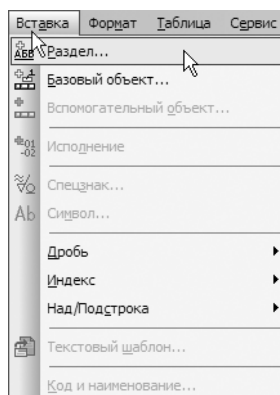 Вставка Формат Таблица Сервис
Раздел...
Базовый объект...
Вспомогательный объект...
Исполнение
Спецзнак...
Символ...
Дробь
Индекс
Над/Подстрока
Текстовый шаблон...
Код и наименование...